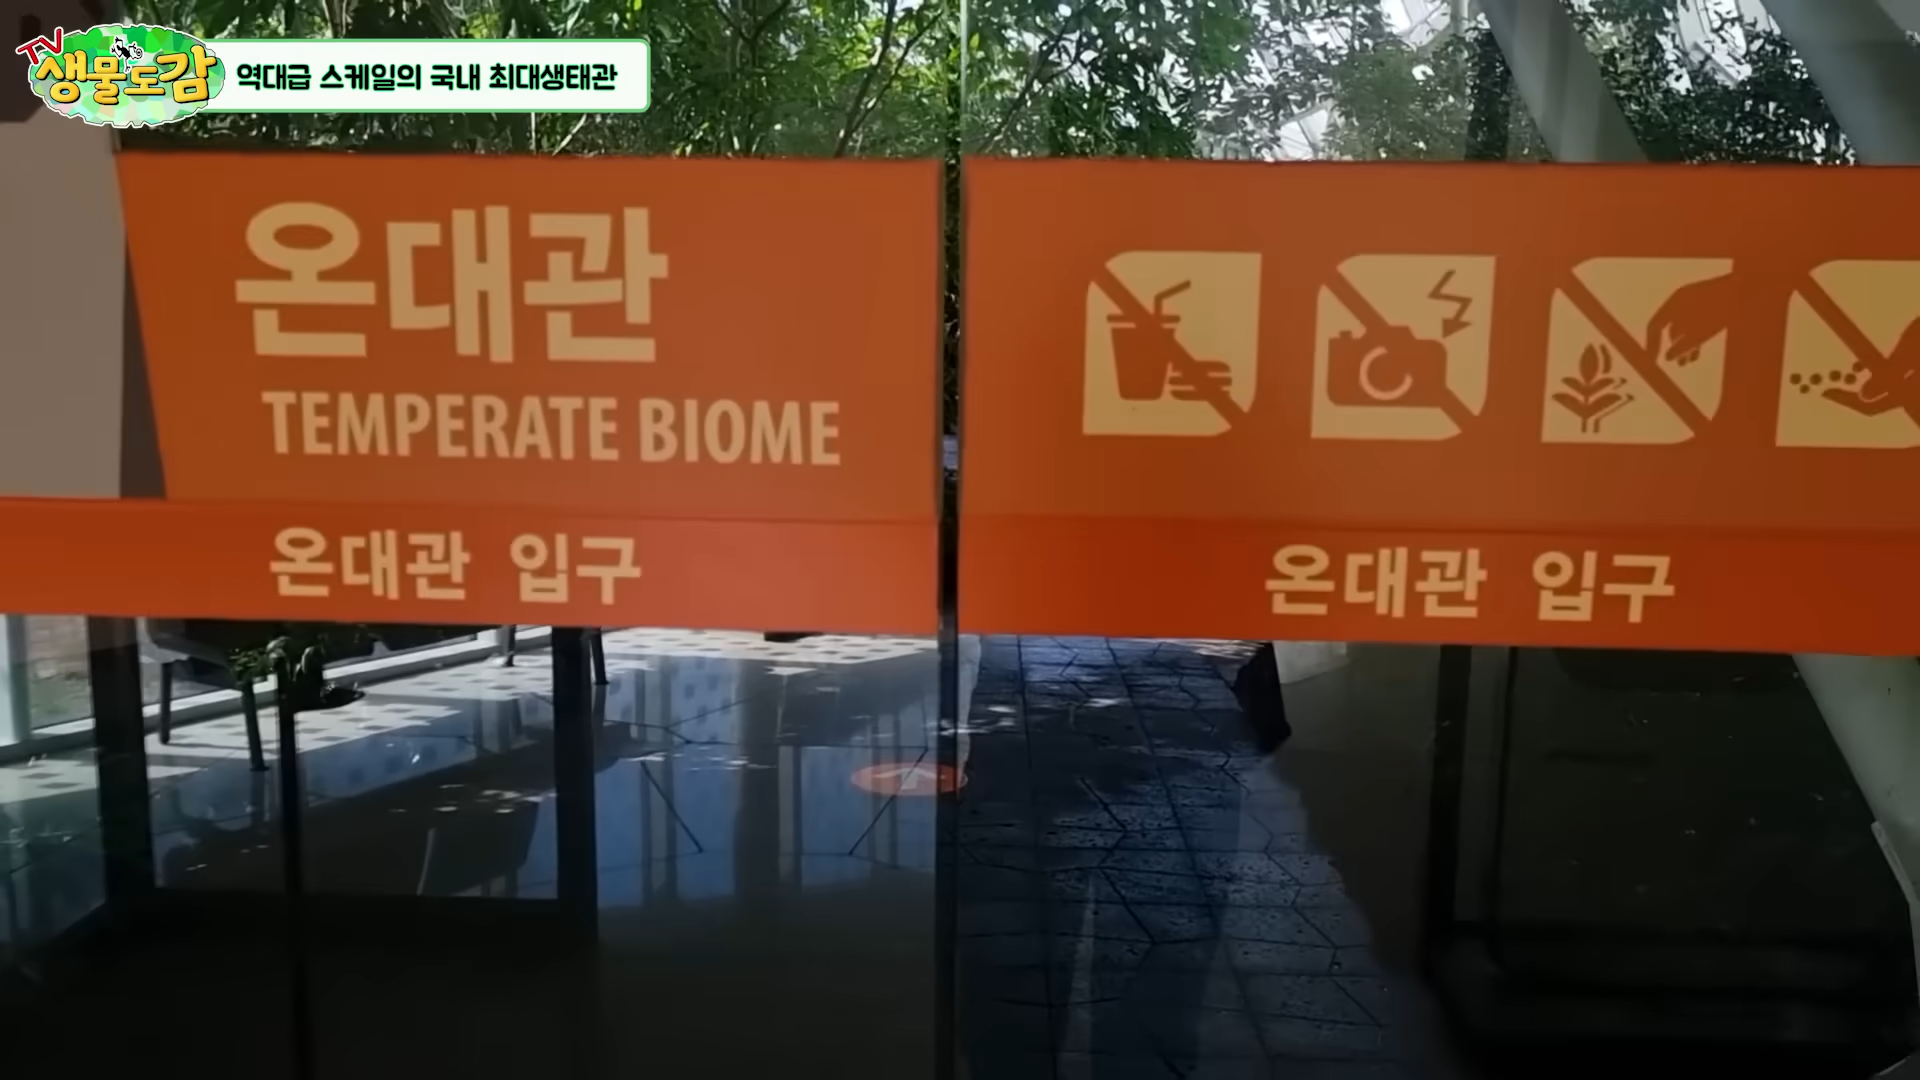 TV
생물도감
역대급 스케일의 국내 최대생태관
온대관
TEMPERATE BIOME
온대관 입구
온대관 입구